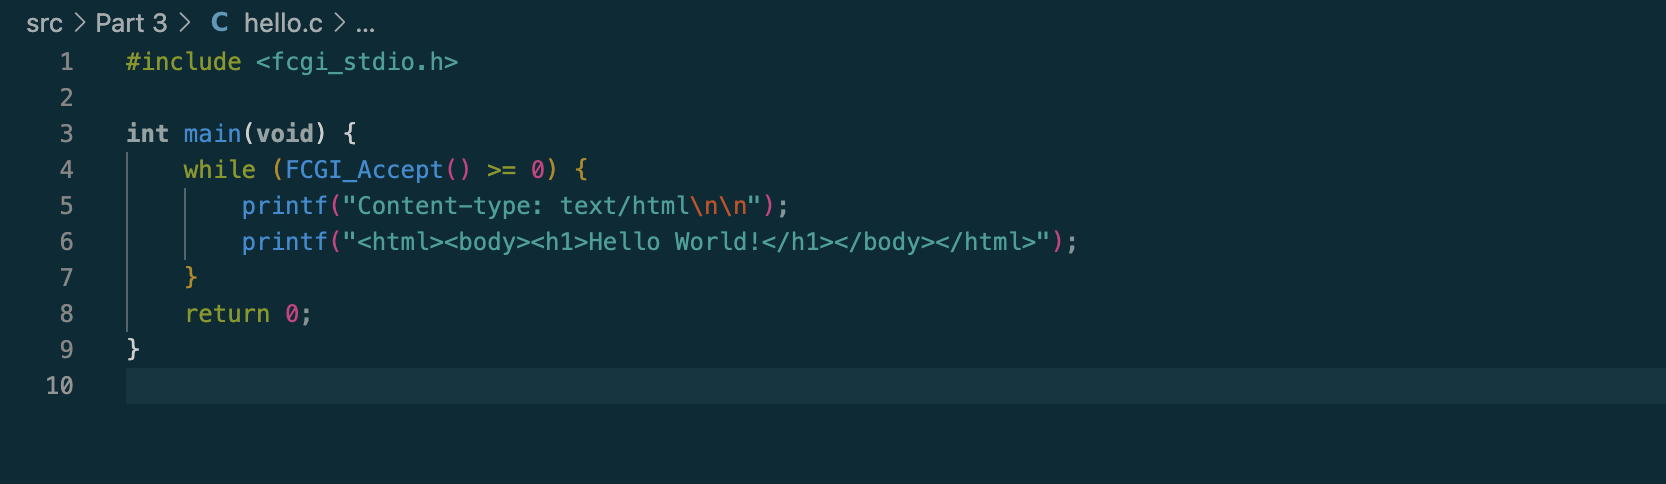 src > Part 3 > C hello.c > ...
1 #include <fcgi_stdio.h>
2
3 int main(void) {
4     while (FCGI_Accept() >= 0) {
5         printf("Content-type: text/html\n\n");
6         printf("<html><body><h1>Hello World!</h1></body></html>");
7     }
8     return 0;
9 }
10